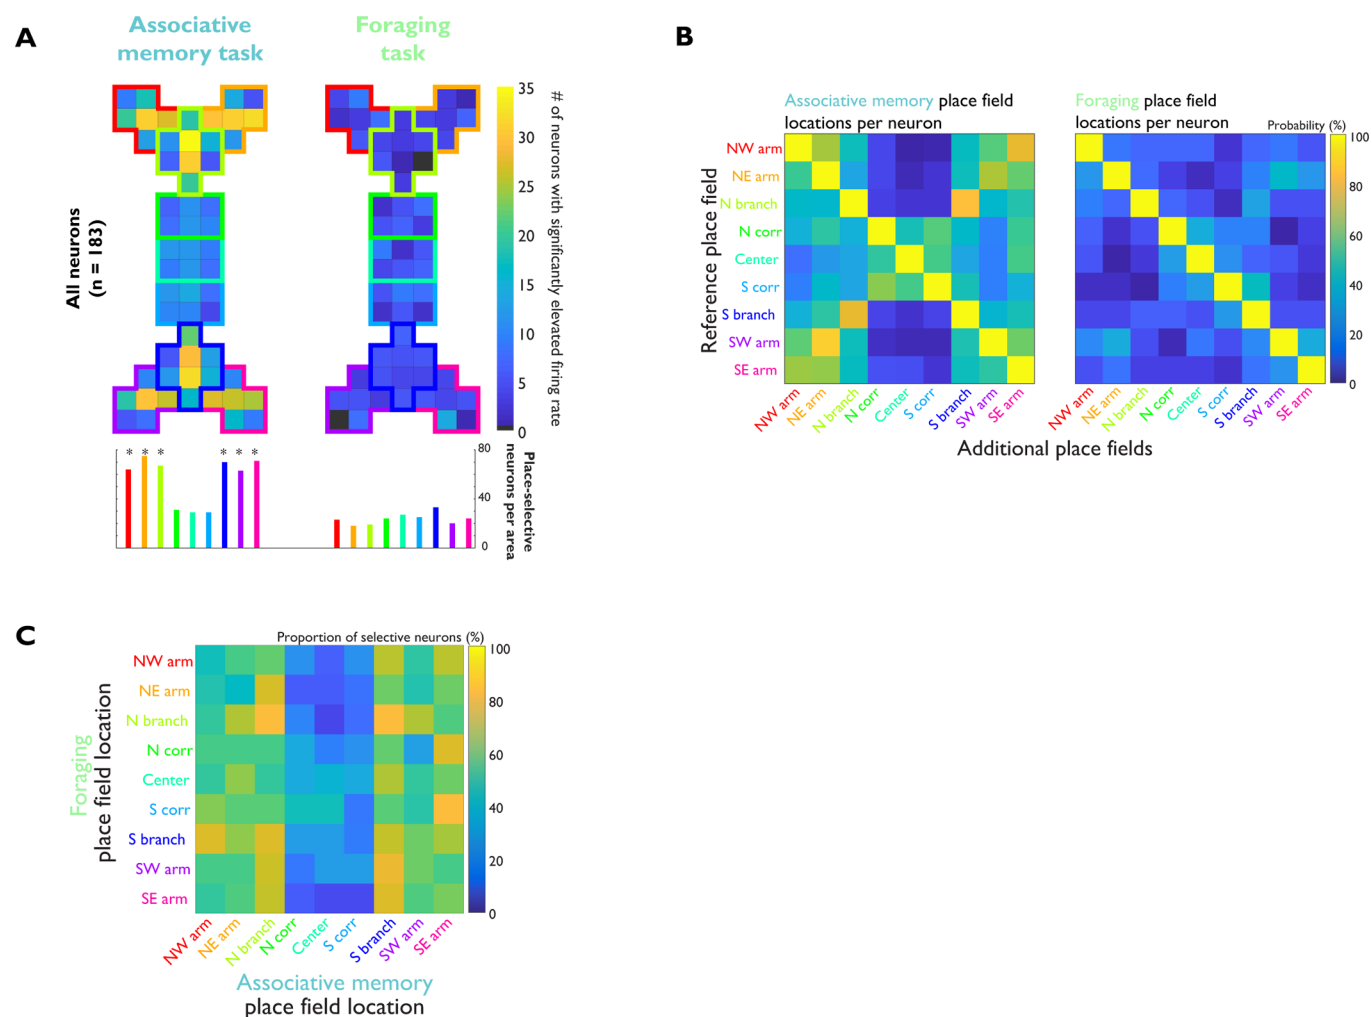 A
Associative
memory task
Foraging
task
All neurons
(n = 183)
35
30
25
20
15
10
5
0
# of neurons with significantly elevated firing rate
* * * * * *
80
40
0
Place-selective
neurons per area
B
Associative memory place field
locations per neuron
Foraging place field
locations per neuron
Probability (%)
Reference place field
NW arm
NE arm
N branch
N corr
Center
S corr
S branch
SW arm
SE arm
NW arm
NE arm
N branch
N corr
Center
S corr
S branch
SW arm
SE arm
NW arm
NE arm
N branch
N corr
Center
S corr
S branch
SW arm
SE arm
100
80
60
40
20
0
Additional place fields
C
Proportion of selective neurons (%)
Foraging
place field location
NW arm
NE arm
N branch
N corr
Center
S corr
S branch
SW arm
SE arm
100
80
60
40
20
0
NW arm
NE arm
N branch
N corr
Center
S corr
S branch
SW arm
SE arm
Associative memory
place field location